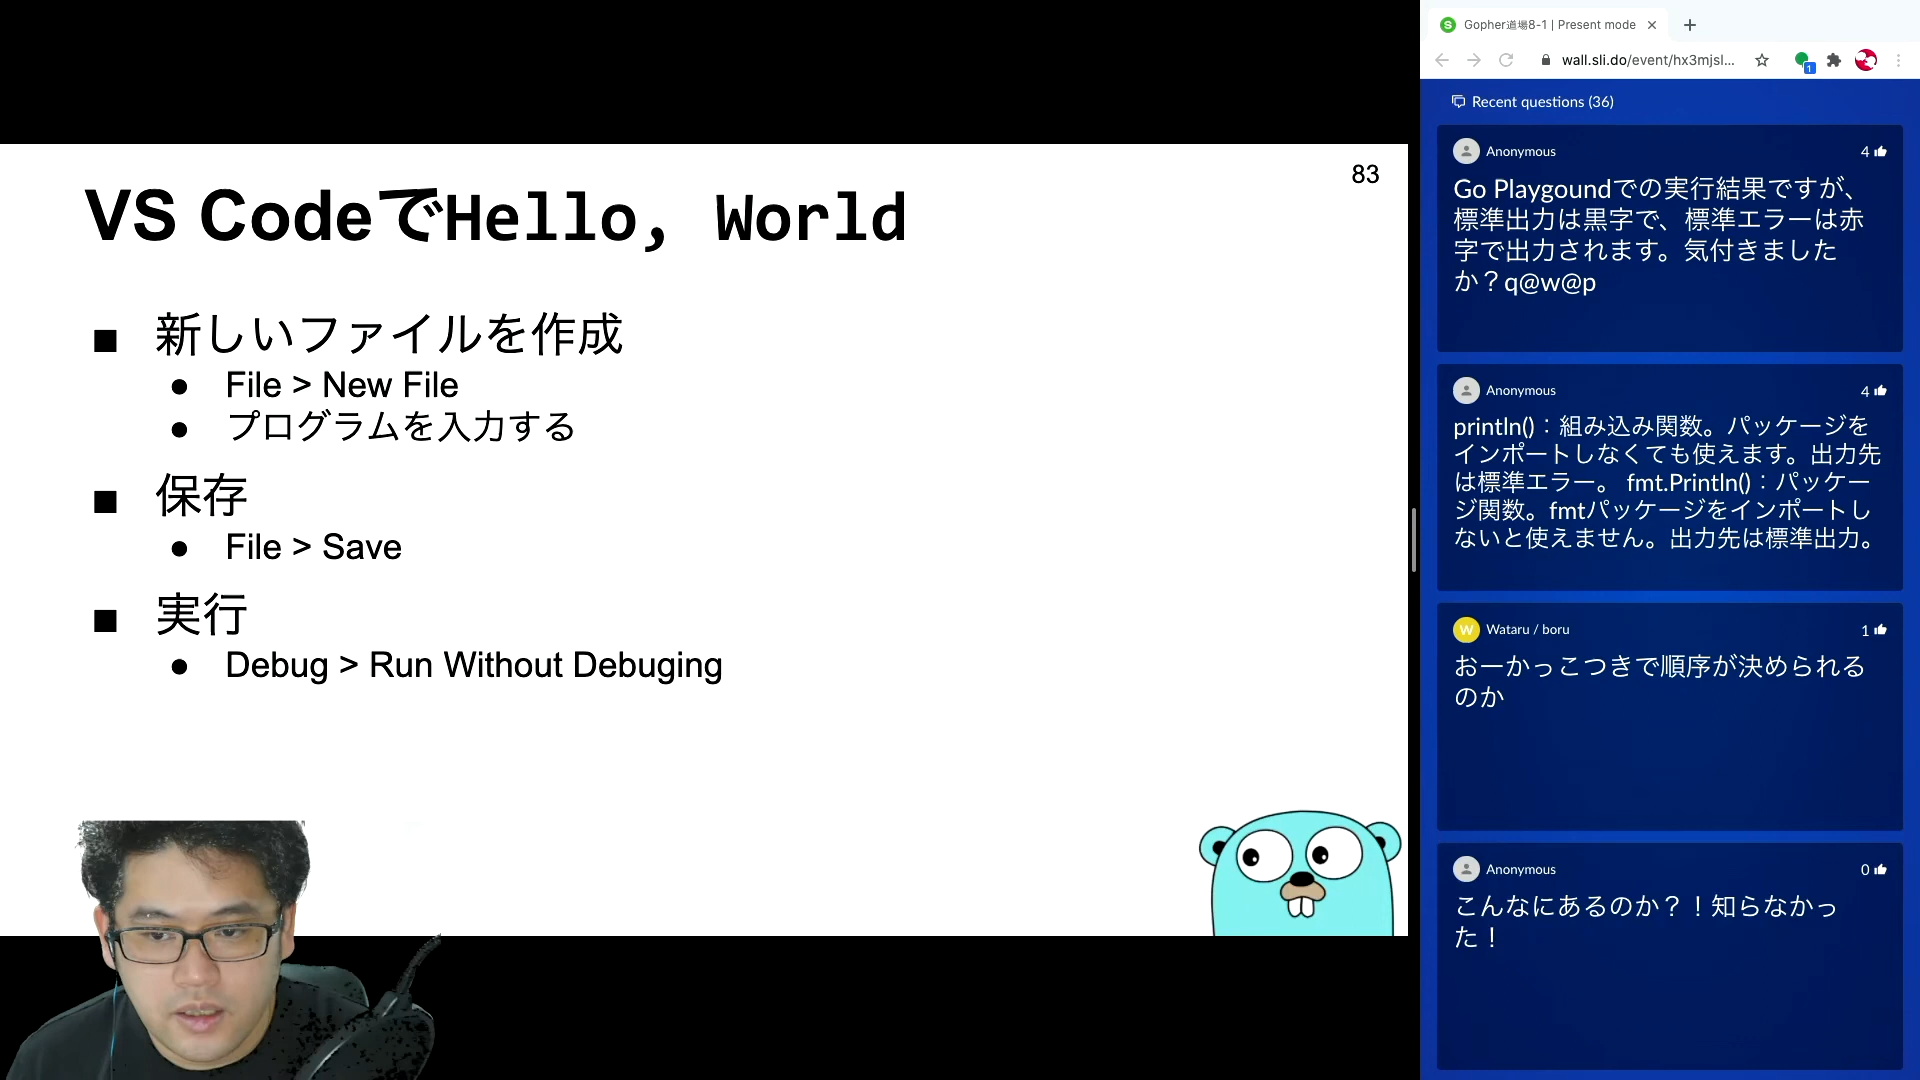 83
VS CodeでHello, World
■ 新しいファイルを作成
● File > New File
● プログラムを入力する
■ 保存
● File > Save
■ 実行
● Debug > Run Without Debuging
Gopher道場8-1 | Present mode
wall.sli.do/event/hx3mjsl...
1
Recent questions (36)
Anonymous 4
Go Playgoundでの実行結果ですが、
標準出力は黒字で、標準エラーは赤
字で出力されます。気付きました
か？q@w@p
Anonymous 4
println()：組み込み関数。パッケージを
インポートしなくても使えます。出力先
は標準エラー。 fmt.Println()：パッケー
ジ関数。fmtパッケージをインポートし
ないと使えません。出力先は標準出力。
W Wataru / boru 1
おーかっこつきで順序が決められる
のか
Anonymous 0
こんなにあるのか？！知らなかっ
た！